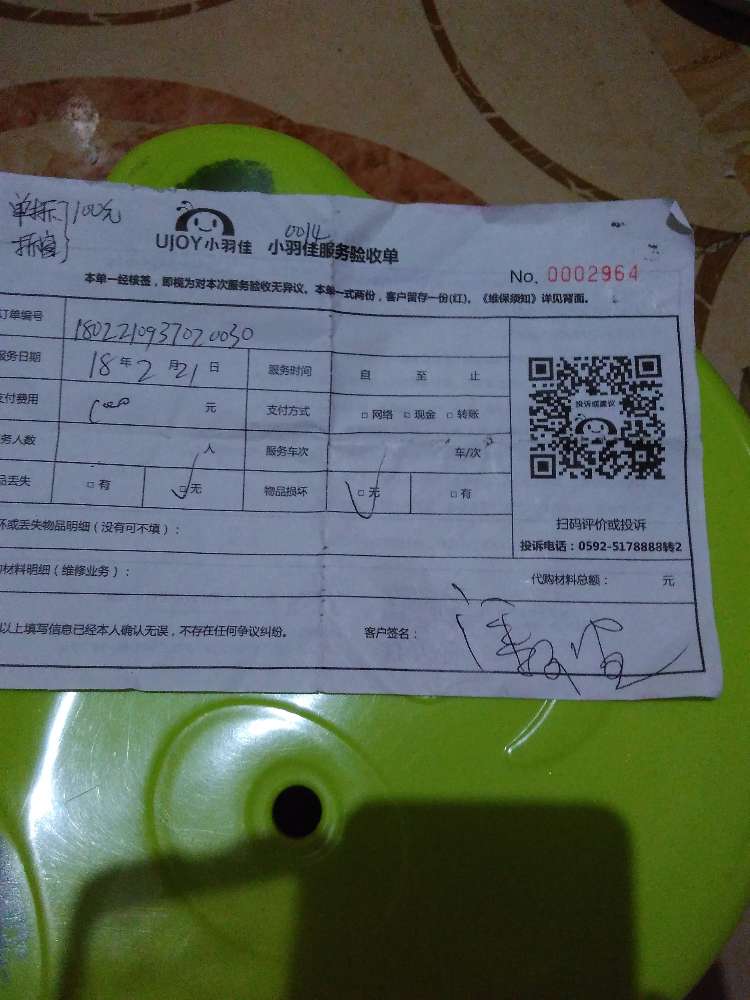 单拆 100元
UJOY小羽佳 0014
小羽佳服务验收单
No. 0002964
本单一经核签,即视为对本次服务验收无异议。本单一式两份,客户留存一份(红)。《维保须知》详见背面。
订单编号 1802210937020030
服务日期 18 年 2 月 21 日 服务时间 自 至 止
支付费用 元 支付方式 □ 网络 □ 现金 □ 转账
务人数 人 服务车次 车/次
品丢失 □ 有 □ 无 物品损坏 □ 无 □ 有
投诉或建议
扫码评价或投诉
投诉电话:0592-5178888转2
坏或丢失物品明细(没有可不填):
购材料明细(维修业务): 代购材料总额: 元
以上填写信息已经本人确认无误,不存在任何争议纠纷。 客户签名: